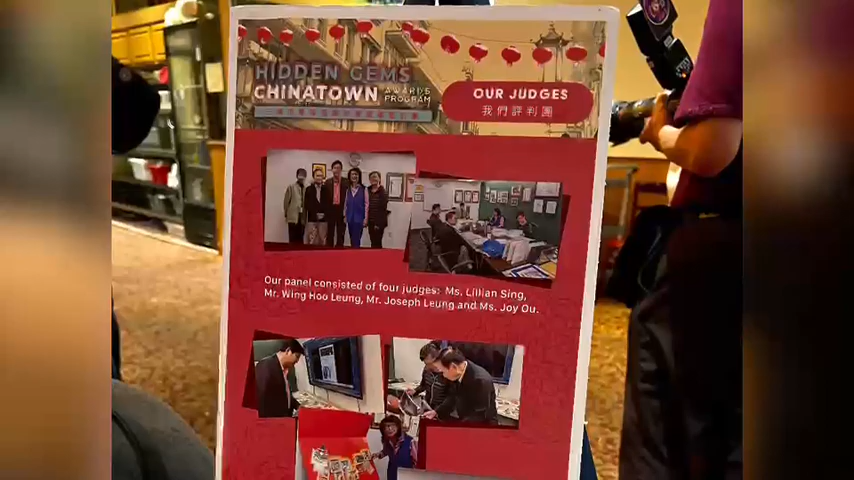 HIDDEN GEMS
CHINATOWN
AWARDS
PROGRAM
OUR JUDGES
我們評判團
Our panel consisted of four judges: Ms. Lillian Sing,
Mr. Wing Hoo Leung, Mr. Joseph Leung and Ms. Joy Ou.